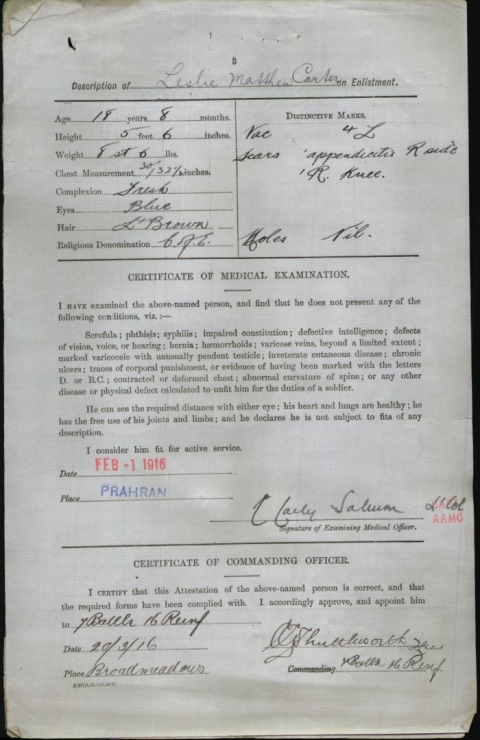 3
Description of Leslie Matthew Carter on Enlistment.
Age 18 years 8 months.
Height 5 feet 6 inches.
Weight 8 st 6 lbs.
Chest Measurement 30/32½ inches.
Complexion Fresh
Eyes Blue
Hair Lt Brown
Religious Denomination C of E.
DISTINCTIVE MARKS.
Vac 4 L
Scars appendicitis R side
R. Knee.
Moles Nil.
CERTIFICATE OF MEDICAL EXAMINATION.
I HAVE examined the above-named person, and find that he does not present any of the
following conditions, viz. :—
Scrofula ; phthisis ; syphilis ; impaired constitution ; defective intelligence ; defects
of vision, voice, or hearing ; hernia ; hæmorrhoids ; varicose veins, beyond a limited extent ;
marked varicocele with unusually pendent testicle ; inveterate cutaneous disease ; chronic
ulcers ; traces of corporal punishment, or evidence of having been marked with the letters
D. or B.C. ; contracted or deformed chest ; abnormal curvature of spine ; or any other
disease or physical defect calculated to unfit him for the duties of a soldier.
He can see the required distance with either eye ; his heart and lungs are healthy ; he
has the free use of his joints and limbs ; and he declares he is not subject to fits of any
description.
I consider him fit for active service.
Date FEB -1 1916
Place PRAHRAN
Lt Col
AAMC
Signature of Examining Medical Officer.
CERTIFICATE OF COMMANDING OFFICER.
I CERTIFY that this Attestation of the above-named person is correct, and that
the required forms have been complied with. I accordingly approve, and appoint him
to 7 Battn 16 Reinf
Date 20/3/16
Shuttleworth
Place Broadmeadows
Commanding 7 Battn 16 Reinf